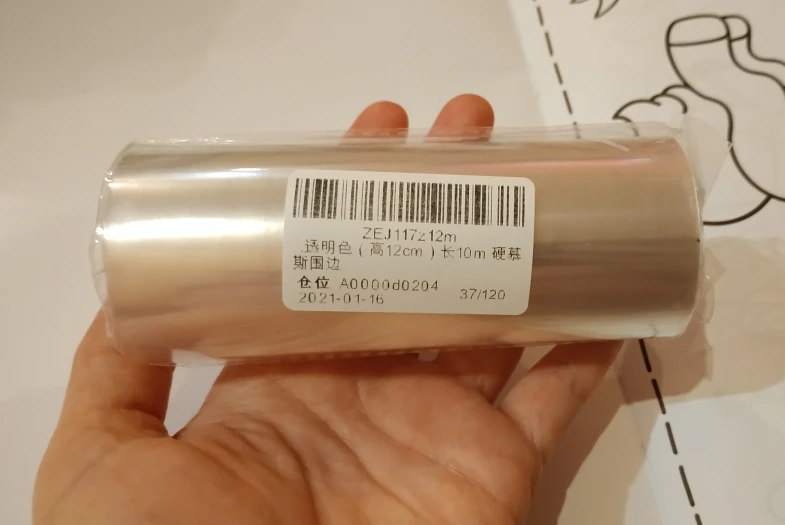 ZEJ117z12m
.透明色(高12cm)长10m 硬慕
斯围边
仓位 A0000d0204
2021-01-16 37/120